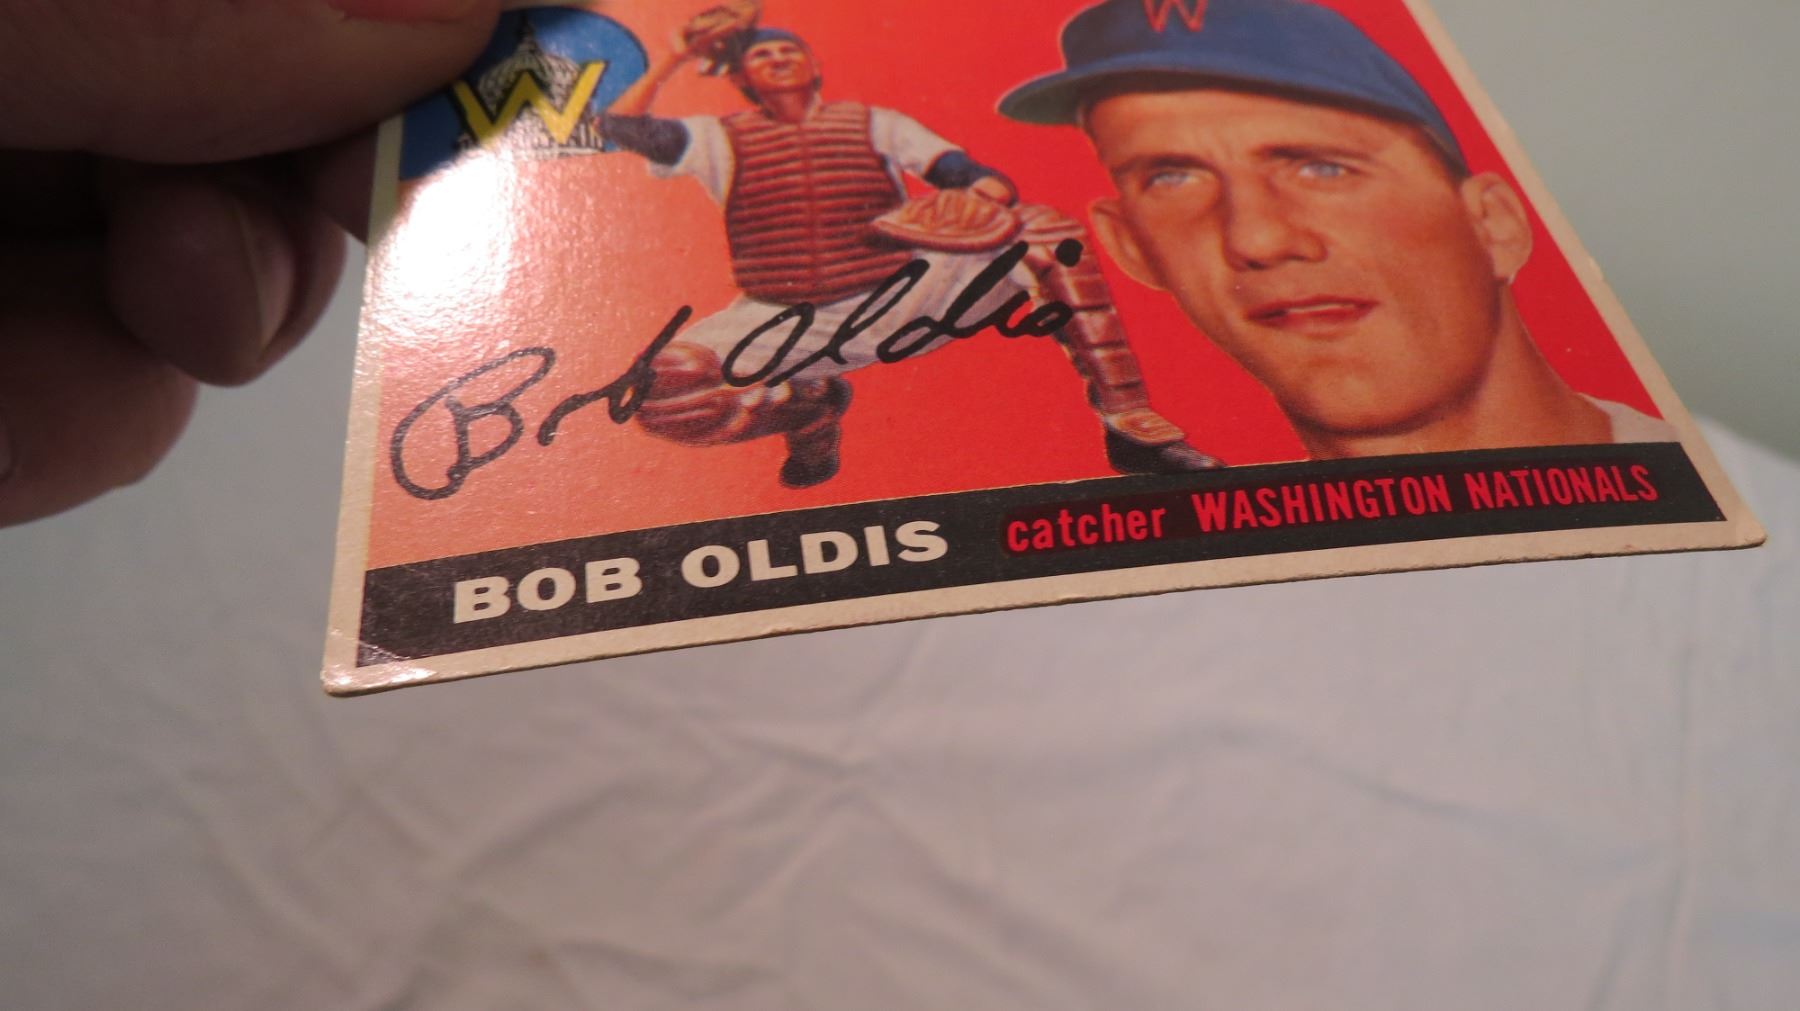 W
W
Bob Oldis
BOB OLDIS catcher WASHINGTON NATIONALS